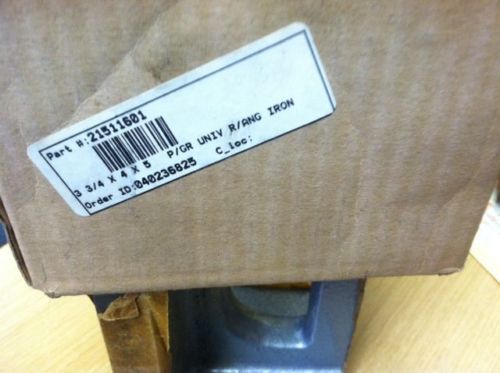 Part #:21511601
3 3/4 X 4 X 5 P/GR UNIV R/ANG IRON
Order ID:040236825 C_loc: